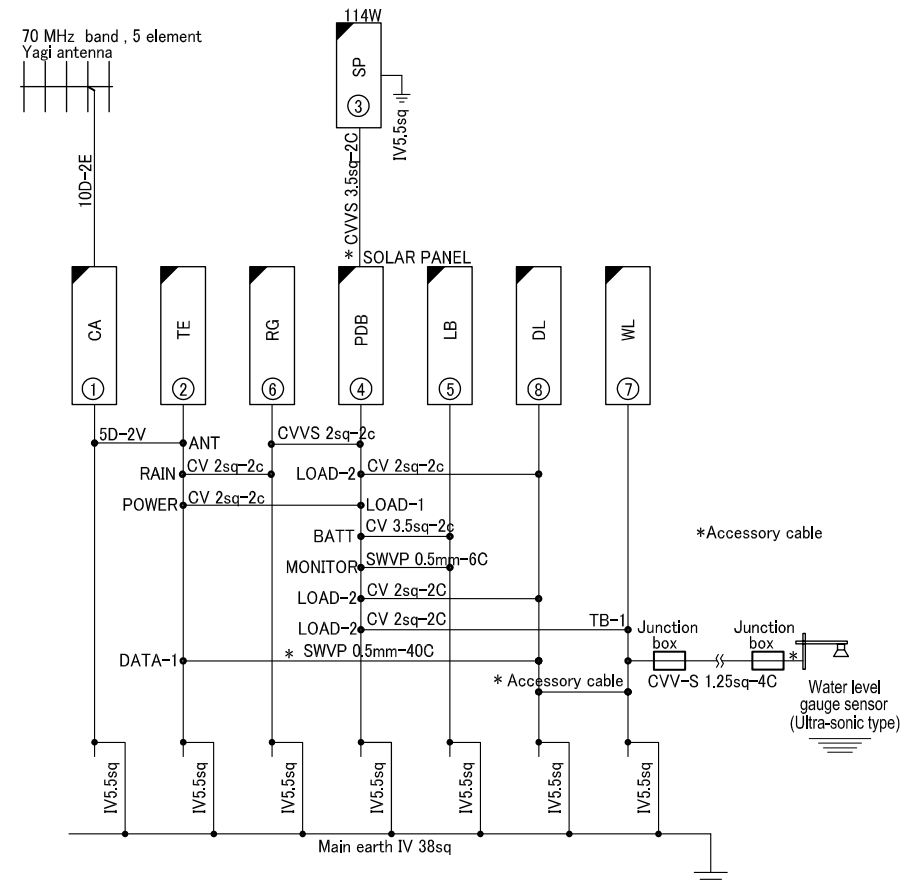 114W
70 MHz band , 5 element
Yagi antenna
SP
3
IV5.5sq
10D-2E
* CVVS 3.5sq-2C
SOLAR PANEL
CA
TE
RG
PDB
LB
DL
WL
1
2
6
4
5
8
7
5D-2V
ANT
CVVS 2sq-2c
RAIN
CV 2sq-2c
LOAD-2
CV 2sq-2c
POWER
CV 2sq-2c
LOAD-1
BATT
CV 3.5sq-2c
*Accessory cable
MONITOR
SWVP 0.5mm-6C
LOAD-2
CV 2sq-2C
LOAD-2
CV 2sq-2C
TB-1
Junction
box
Junction
box
DATA-1
* SWVP 0.5mm-40C
*
* Accessory cable
CVV-S 1.25sq-4C
Water level
gauge sensor
(Ultra-sonic type)
IV5.5sq
IV5.5sq
IV5.5sq
IV5.5sq
IV5.5sq
IV5.5sq
IV5.5sq
Main earth IV 38sq